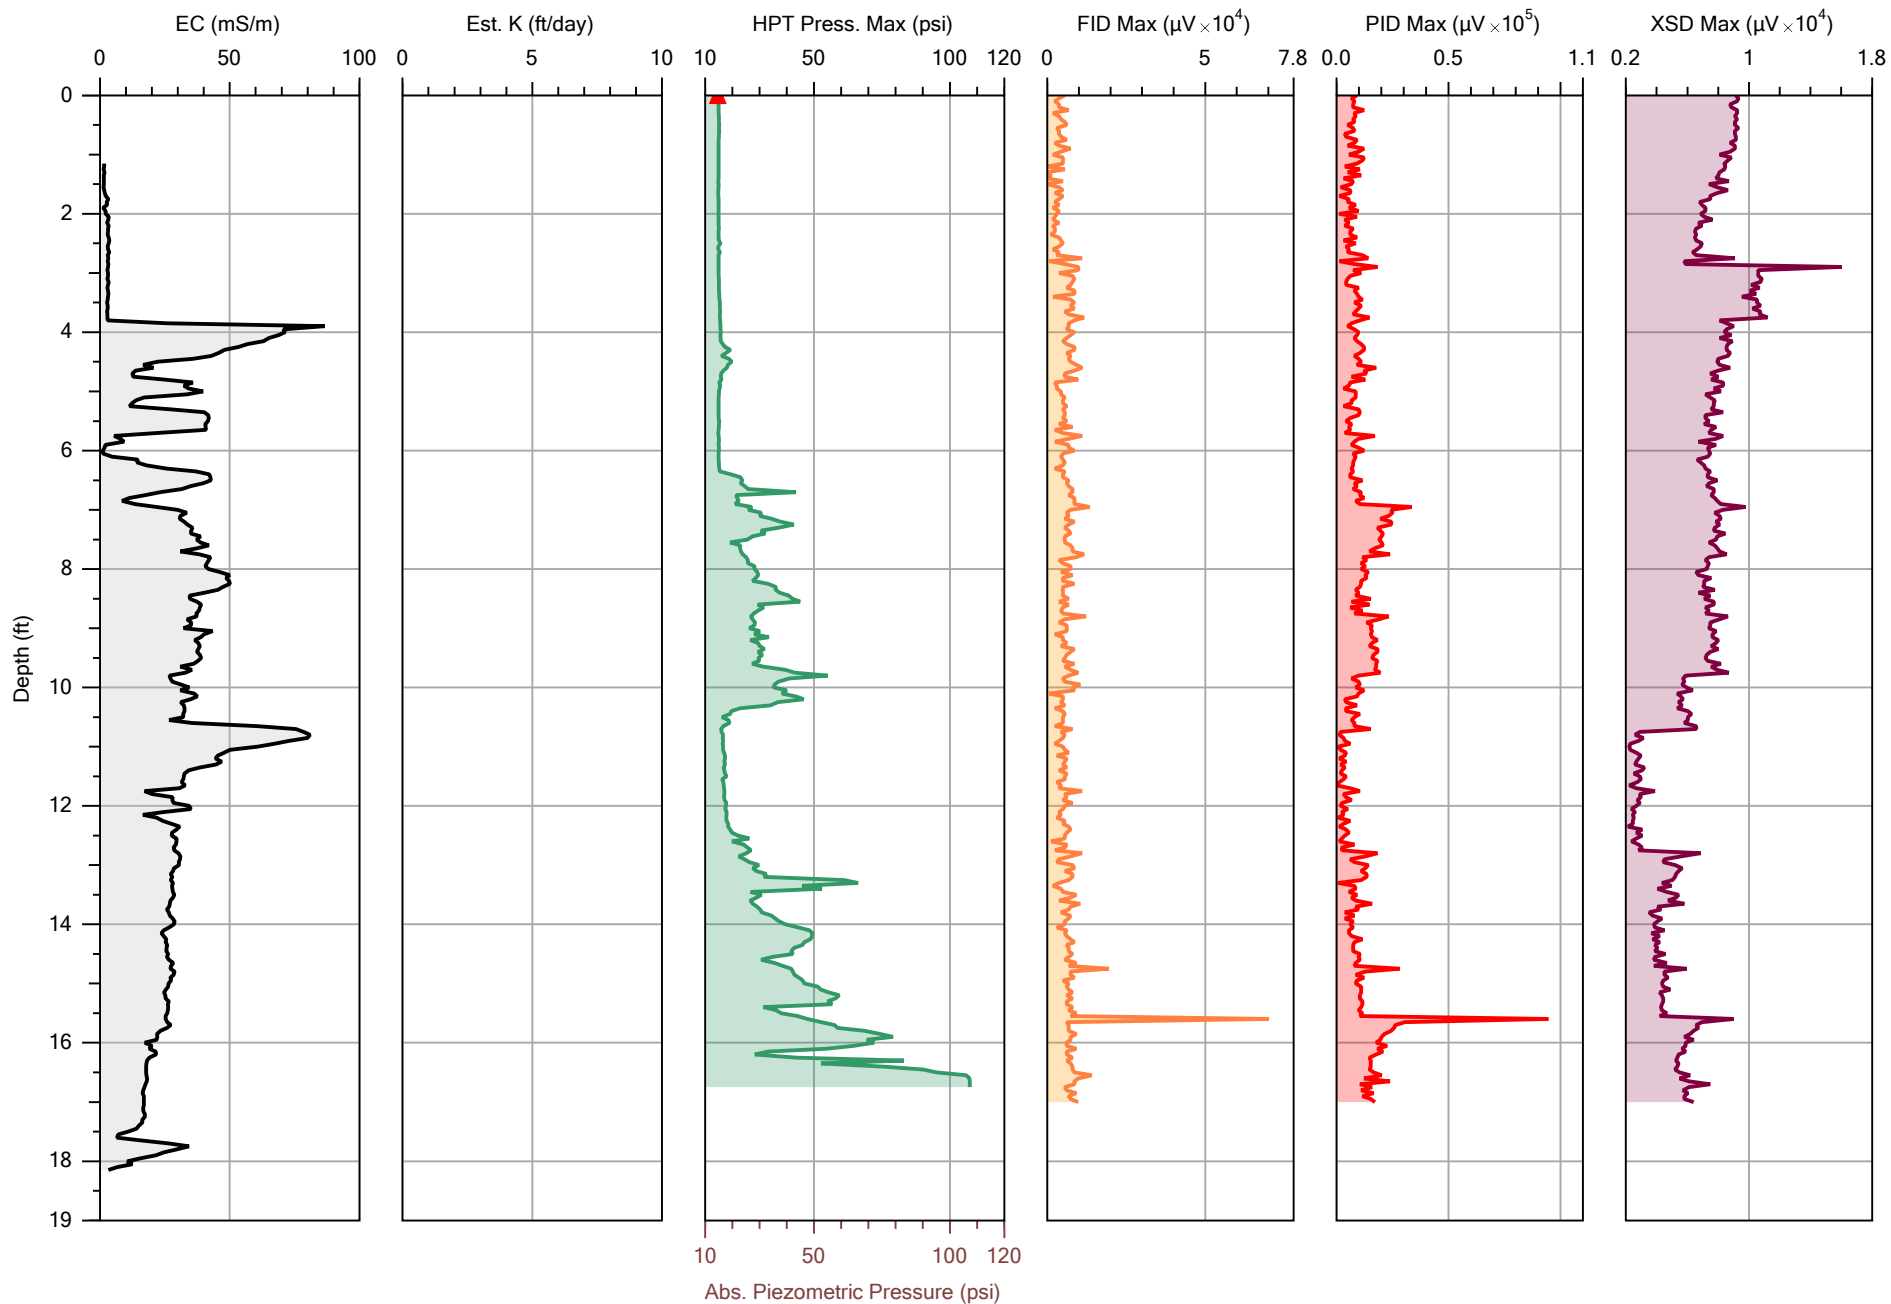 EC (mS/m) Est. K (ft/day) HPT Press. Max (psi) FID Max (µV ×10⁴) PID Max (µV ×10⁵) XSD Max (µV ×10⁴)
0 50 100 0 5 10 10 50 100 120 0 5 7.8 0.0 0.5 1.1 0.2 1 1.8
0
2
4
6
8
Depth (ft)
10
12
14
16
18
19
10 50 100 120
Abs. Piezometric Pressure (psi)